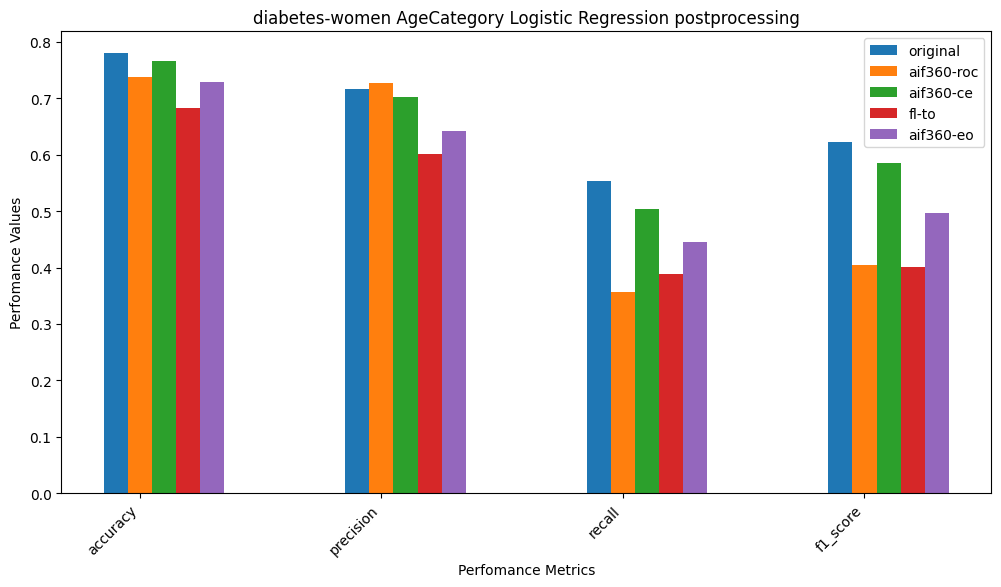 diabetes-women AgeCategory Logistic Regression postprocessing
original
aif360-roc
aif360-ce
fl-to
aif360-eo
Perfomance Values
0.8
0.7
0.6
0.5
0.4
0.3
0.2
0.1
0.0
accuracy
precision
recall
f1_score
Perfomance Metrics